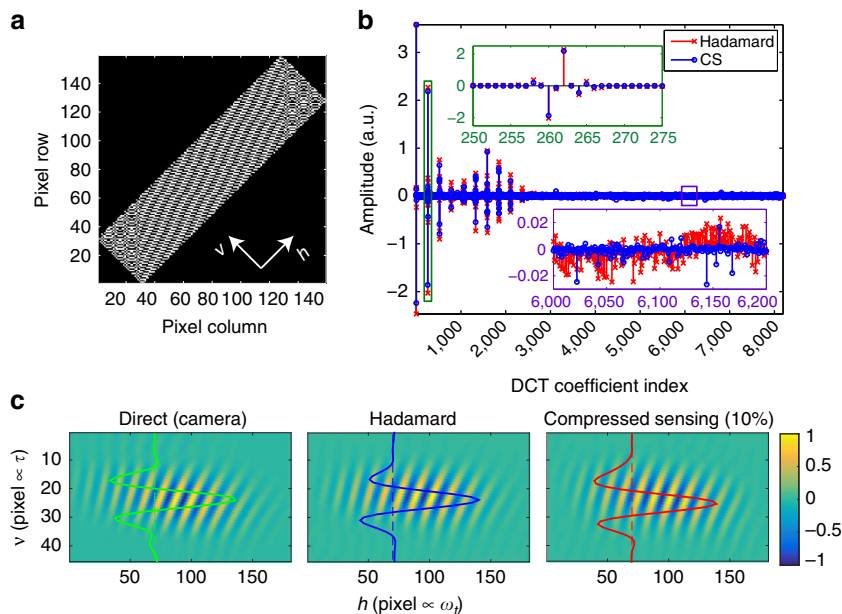 a
Pixel row
140
120
100
80
60
40
20
20 40 60 80 100 120 140
Pixel column
v
h
b
Amplitude (a.u.)
3
2
1
0
−1
−2
Hadamard
CS
2
0
−2
250 255 260 265 270 275
0.02
0
−0.02
6,000 6,050 6,100 6,150 6,200
1,000 2,000 3,000 4,000 5,000 6,000 7,000 8,000
DCT coefficient index
c
Direct (camera) Hadamard Compressed sensing (10%)
v (pixel ∝ τ)
10
20
30
40
50 100 150 50 100 150 50 100 150
h (pixel ∝ ωt)
1
0.5
0
−0.5
−1